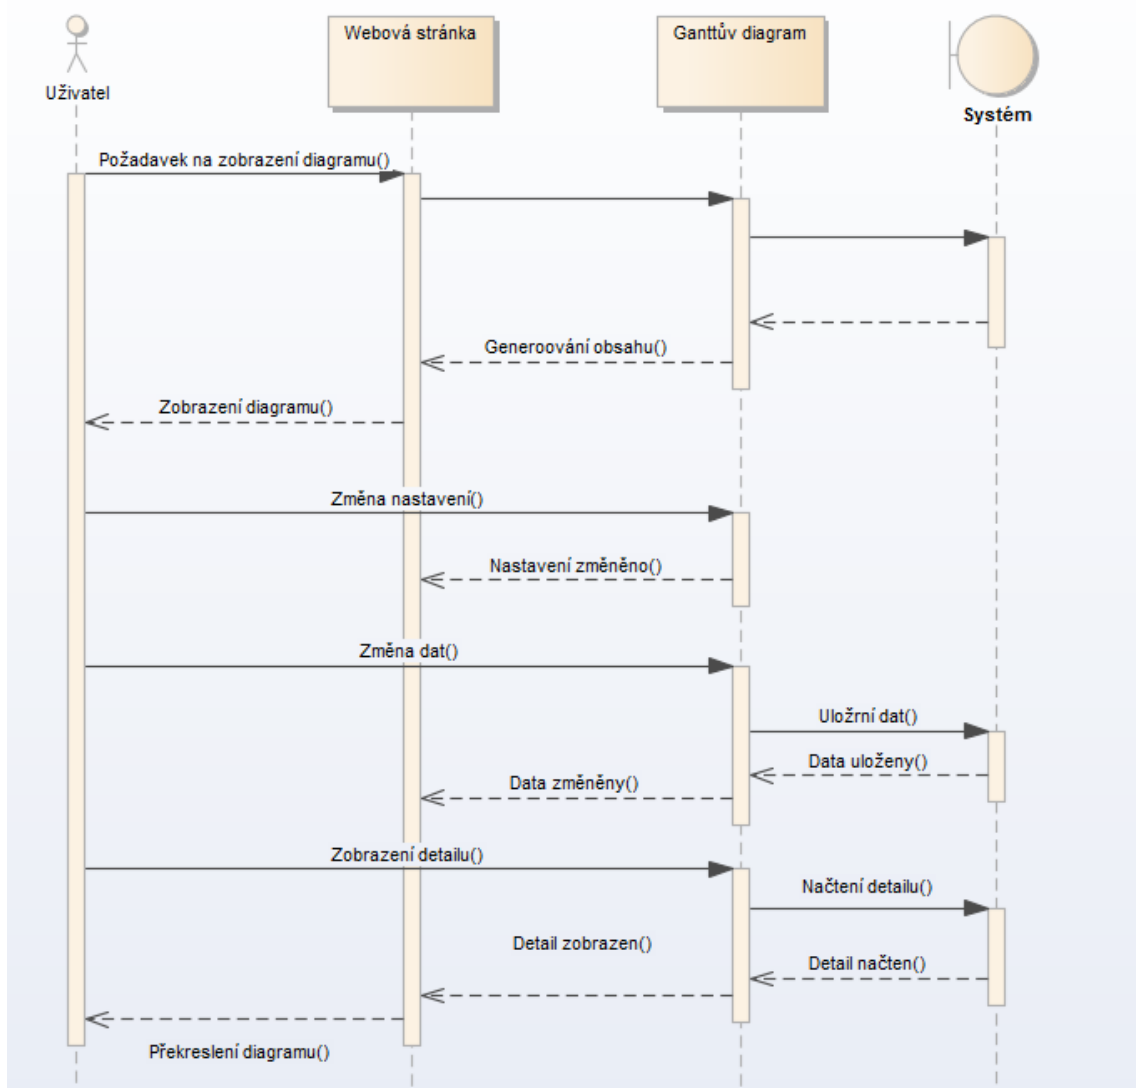 Uživatel
Webová stránka
Ganttův diagram
Systém
Požadavek na zobrazení diagramu()
Generoování obsahu()
Zobrazení diagramu()
Změna nastavení()
Nastavení změněno()
Změna dat()
Uložrní dat()
Data uloženy()
Data změněny()
Zobrazení detailu()
Načtení detailu()
Detail zobrazen()
Detail načten()
Překreslení diagramu()